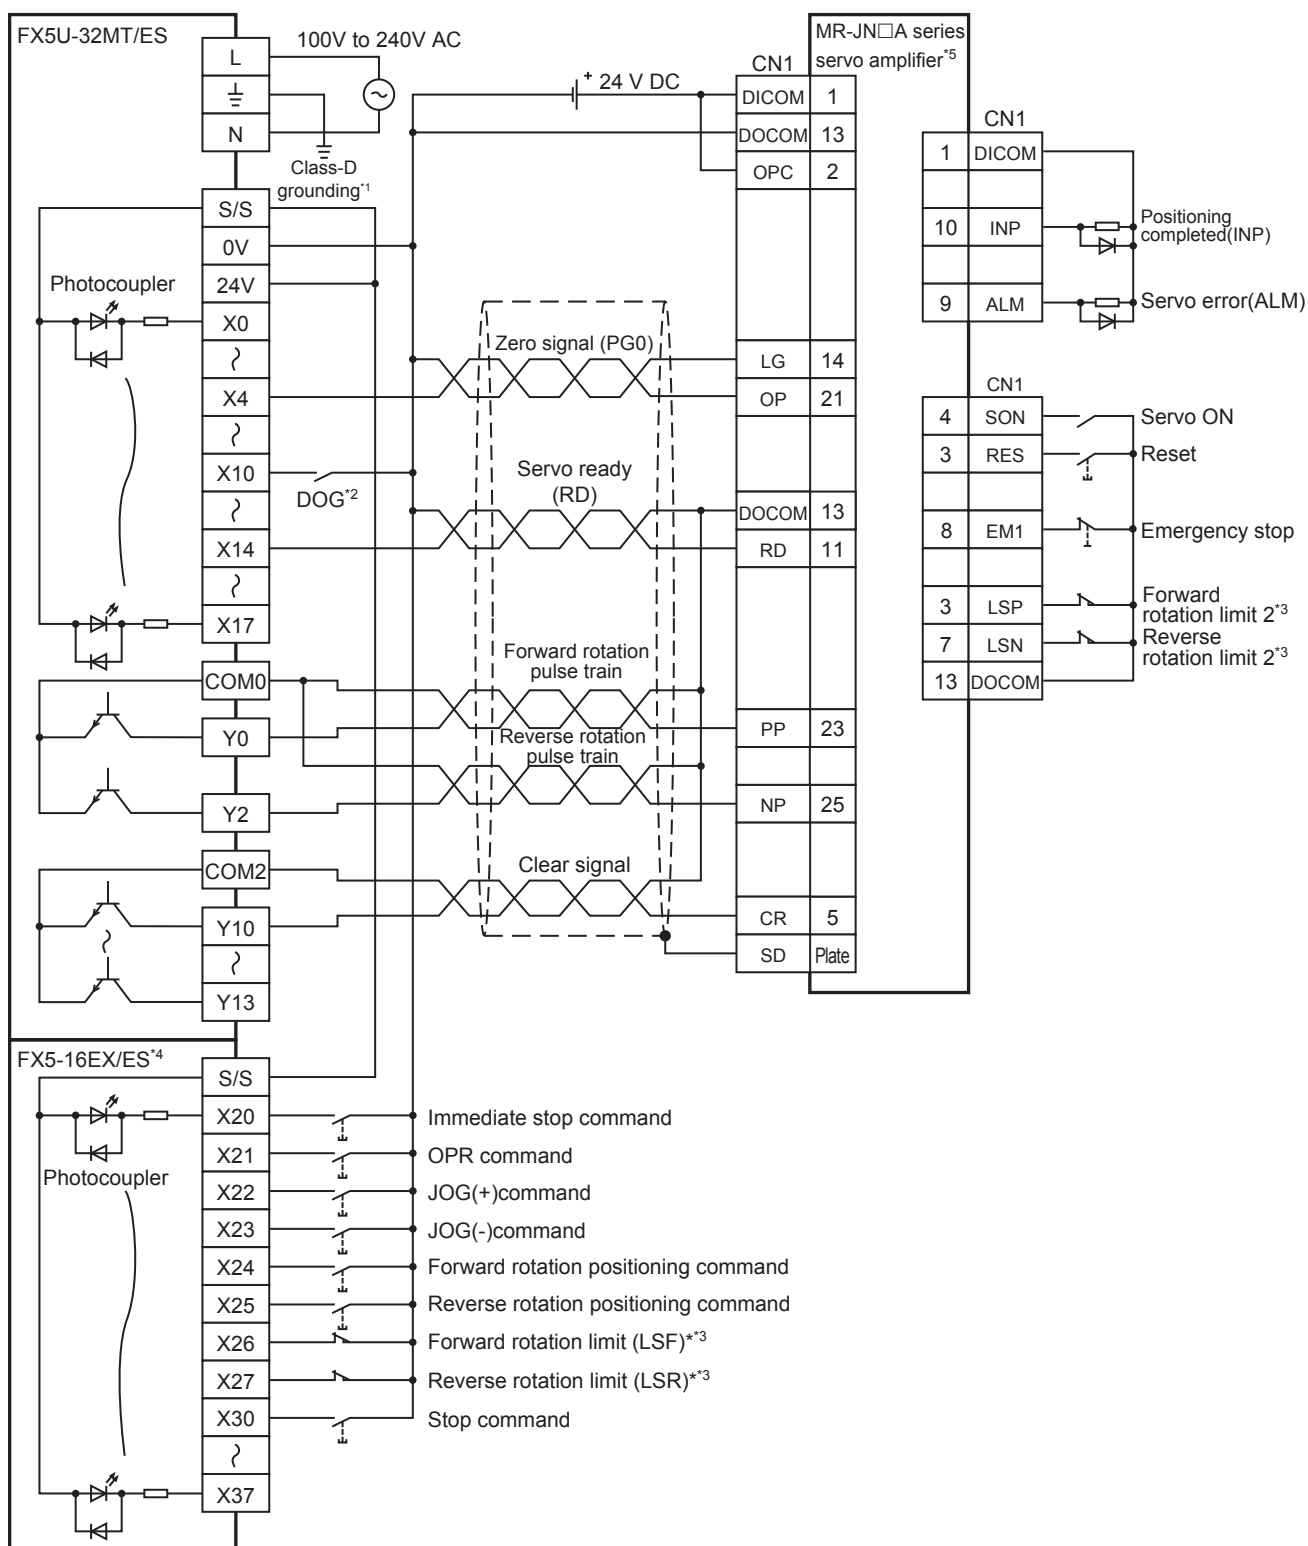 FX5U-32MT/ES
L
N
100V to 240V AC
Class-D
grounding*1
S/S
0V
24V
X0
X4
X10
X14
X17
COM0
Y0
Y2
COM2
Y10
Y13
Photocoupler
DOG*2
+ 24 V DC
Zero signal (PG0)
Servo ready
(RD)
Forward rotation
pulse train
Reverse rotation
pulse train
Clear signal
MR-JN□A series
servo amplifier*5
CN1
DICOM 1
DOCOM 13
OPC 2
LG 14
OP 21
DOCOM 13
RD 11
PP 23
NP 25
CR 5
SD Plate
CN1
1 DICOM
10 INP Positioning
completed(INP)
9 ALM Servo error(ALM)
CN1
4 SON Servo ON
3 RES Reset
8 EM1 Emergency stop
3 LSP Forward
rotation limit 2*3
7 LSN Reverse
rotation limit 2*3
13 DOCOM
FX5-16EX/ES*4
S/S
X20 Immediate stop command
X21 OPR command
Photocoupler
X22 JOG(+)command
X23 JOG(-)command
X24 Forward rotation positioning command
X25 Reverse rotation positioning command
X26 Forward rotation limit (LSF)**3
X27 Reverse rotation limit (LSR)**3
X30 Stop command
X37